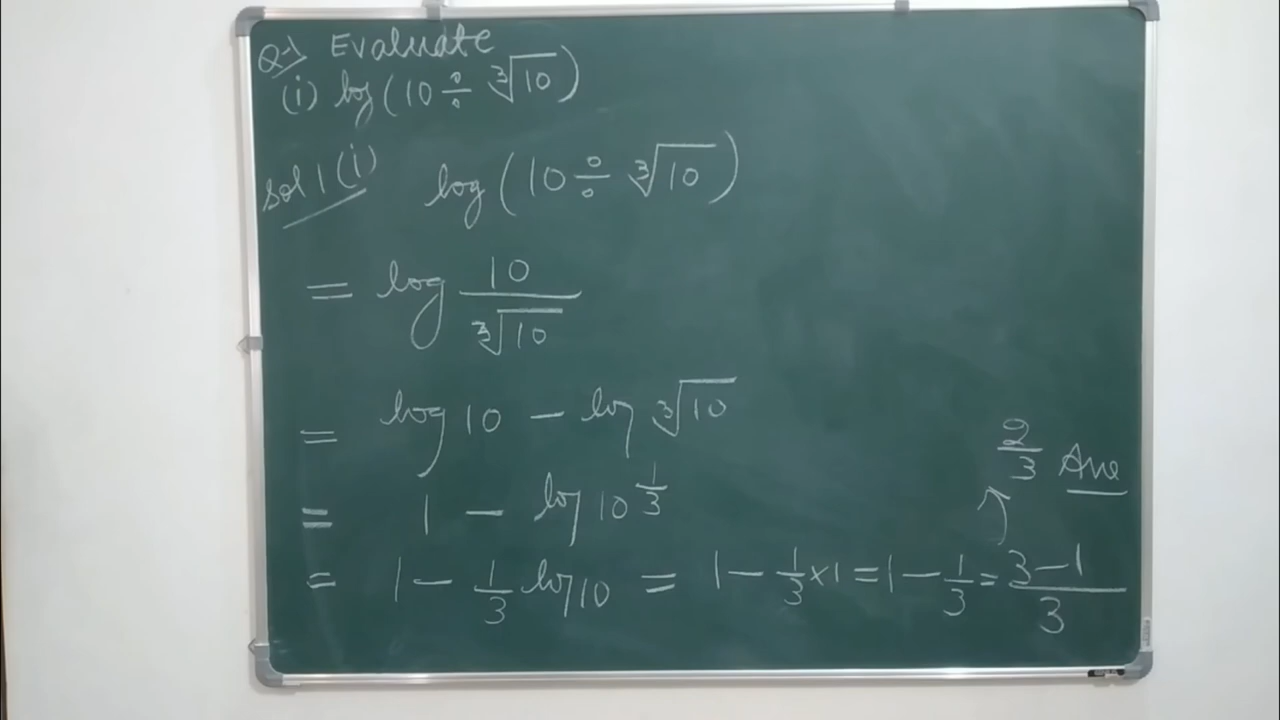 Q-1 Evaluate
(i) log(10 ÷ ∛10)
Sol 1 (i) log(10 ÷ ∛10)
= log 10/∛10
= log 10 − log ∛10
= 1 − log 10^(1/3)
= 1 − 1/3 log 10 = 1 − 1/3 × 1 = 1 − 1/3 = (3 − 1)/3
2/3 Ans